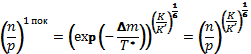 (n/p)^{1 пок} = (exp(−Δm/T*))^{(K/K′)^{1/6}} = (n/p)^{(K/K′)^{1/6}}